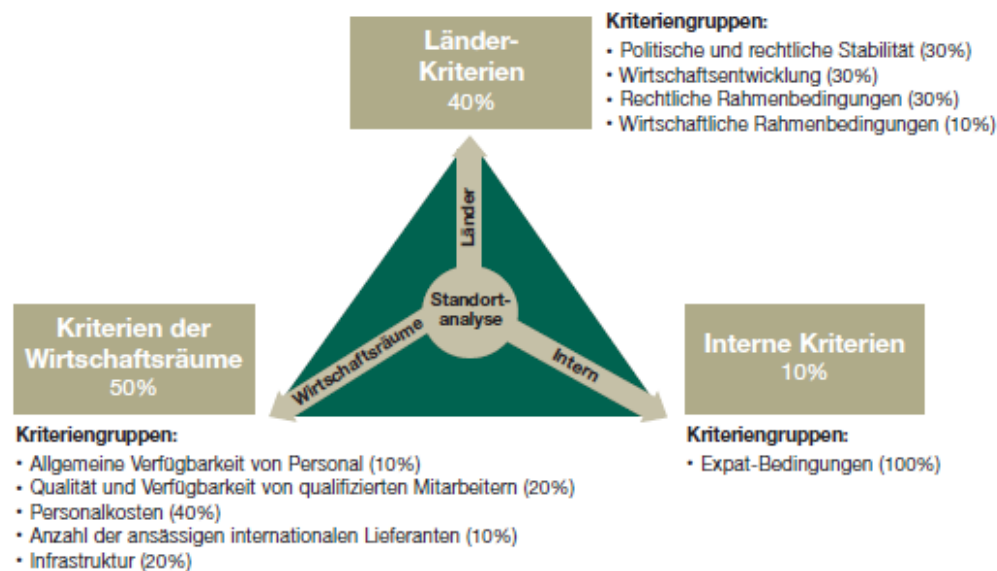 Länder-
Kriterien
40%
Kriteriengruppen:
• Politische und rechtliche Stabilität (30%)
• Wirtschaftsentwicklung (30%)
• Rechtliche Rahmenbedingungen (30%)
• Wirtschaftliche Rahmenbedingungen (10%)
Länder
Standort-
analyse
Wirtschaftsräume
Intern
Kriterien der
Wirtschaftsräume
50%
Kriteriengruppen:
• Allgemeine Verfügbarkeit von Personal (10%)
• Qualität und Verfügbarkeit von qualifizierten Mitarbeitern (20%)
• Personalkosten (40%)
• Anzahl der ansässigen internationalen Lieferanten (10%)
• Infrastruktur (20%)
Interne Kriterien
10%
Kriteriengruppen:
• Expat-Bedingungen (100%)